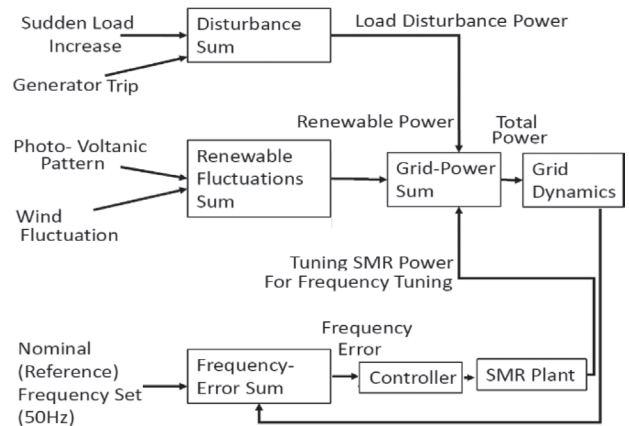 Sudden Load
Increase
Generator Trip
Disturbance
Sum
Load Disturbance Power
Renewable Power
Total
Power
Photo- Voltanic
Pattern
Wind
Fluctuation
Renewable
Fluctuations
Sum
Grid-Power
Sum
Grid
Dynamics
Tuning SMR Power
For Frequency Tuning
Nominal
(Reference)
Frequency Set
(50Hz)
Frequency-
Error Sum
Frequency
Error
Controller
SMR Plant